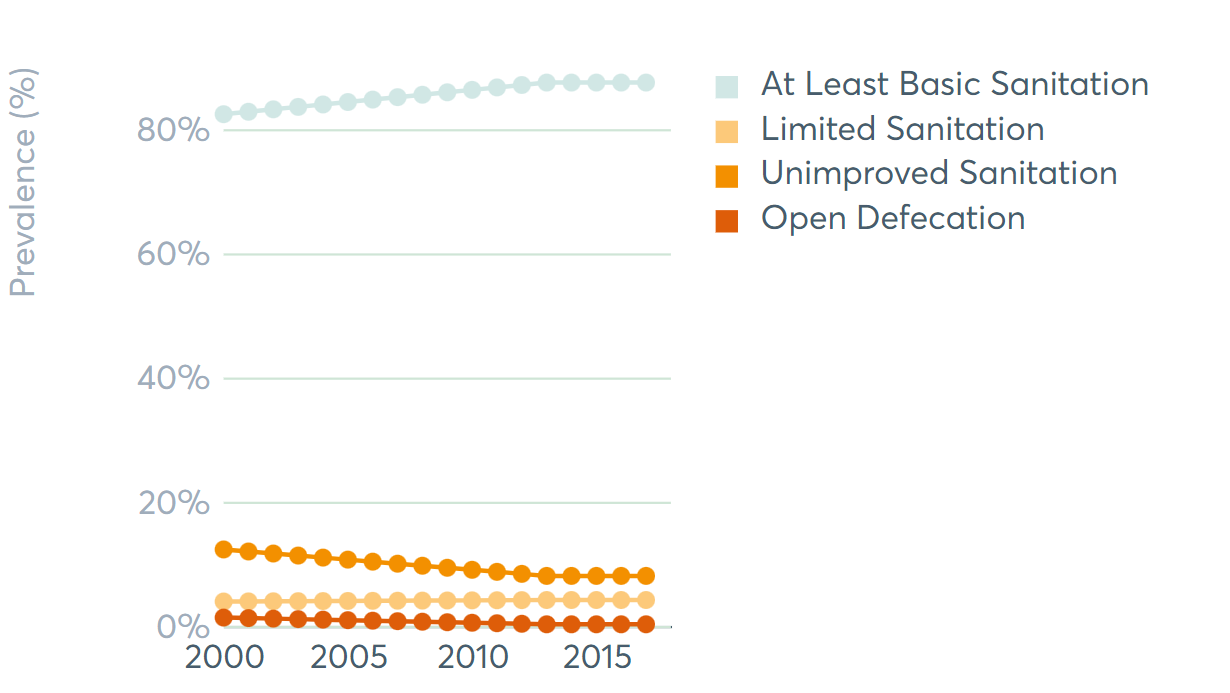 Prevalence (%)
80%
60%
40%
20%
0%
2000 2005 2010 2015
At Least Basic Sanitation
Limited Sanitation
Unimproved Sanitation
Open Defecation